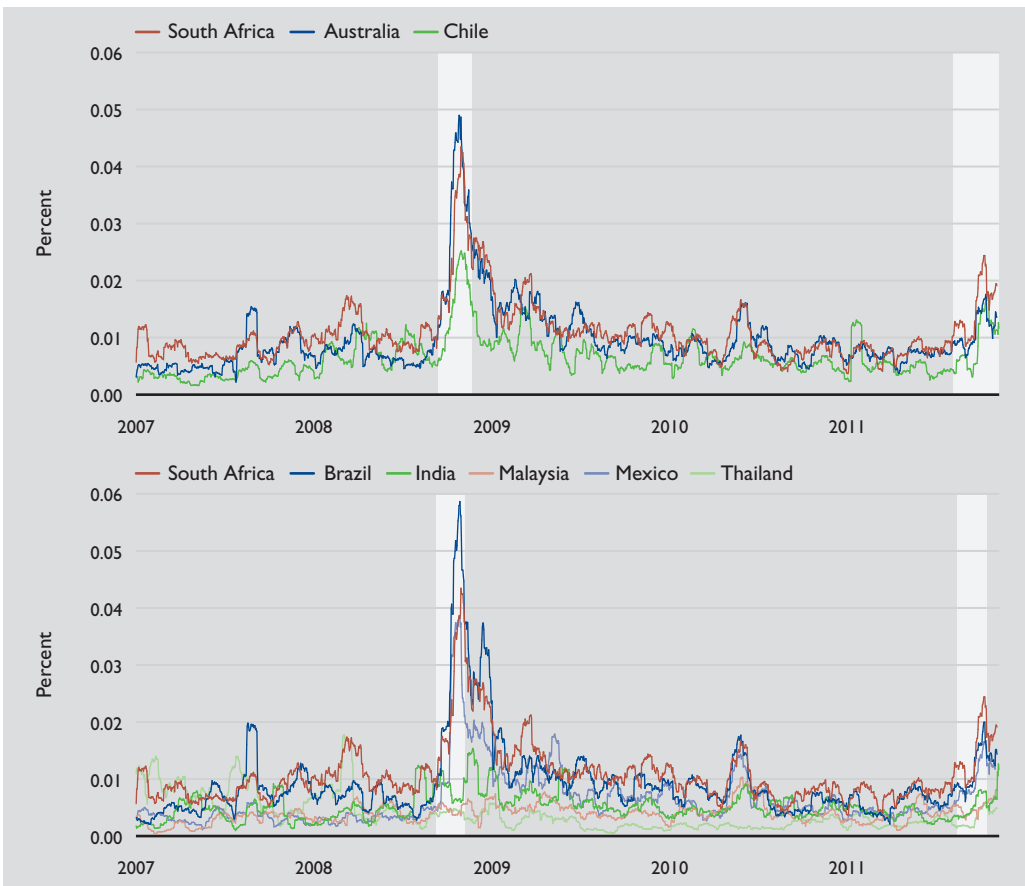 South Africa Australia Chile
0.06
0.05
0.04
0.03
0.02
0.01
0.00
Percent
2007 2008 2009 2010 2011
South Africa Brazil India Malaysia Mexico Thailand
0.06
0.05
0.04
0.03
0.02
0.01
0.00
Percent
2007 2008 2009 2010 2011